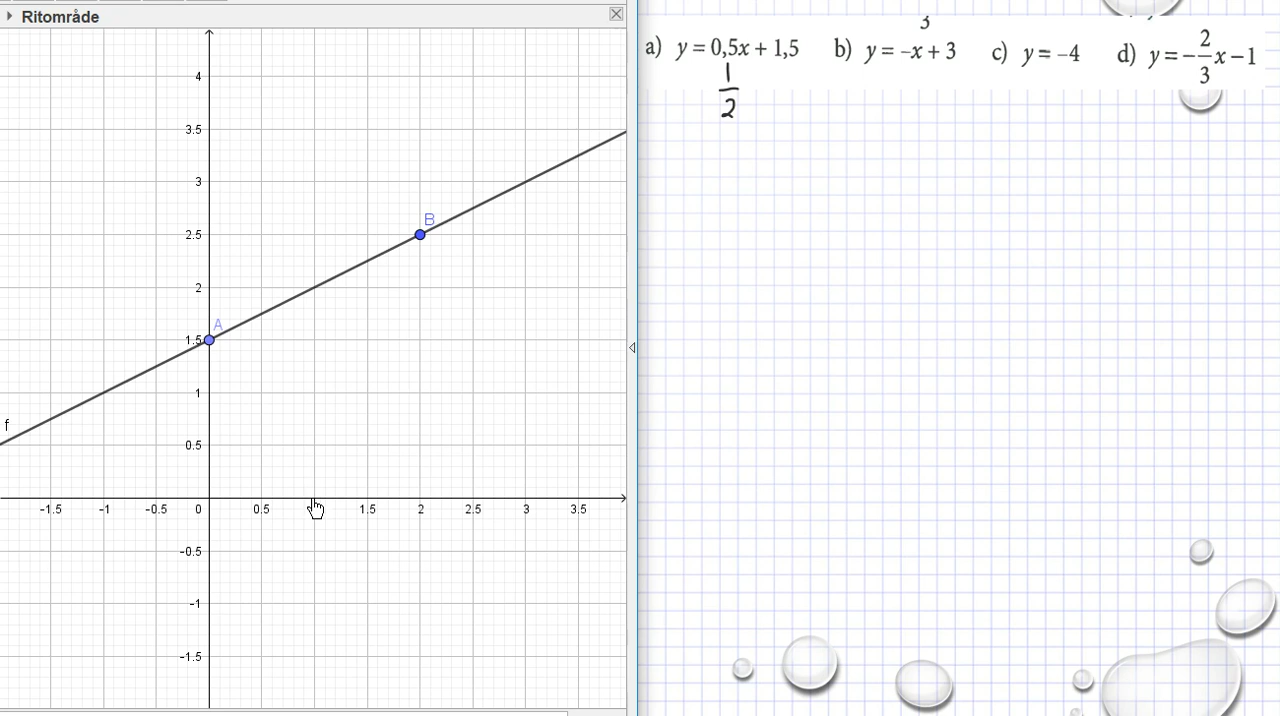 Ritområde
4
3.5
3
2.5
2
1.5
1
0.5
-0.5
-1
-1.5
-1.5 -1 -0.5 0 0.5 1.5 2 2.5 3 3.5
A
B
f
3
a) y = 0,5x + 1,5 b) y = –x + 3 c) y = –4 d) y = –2/3x – 1
1/2